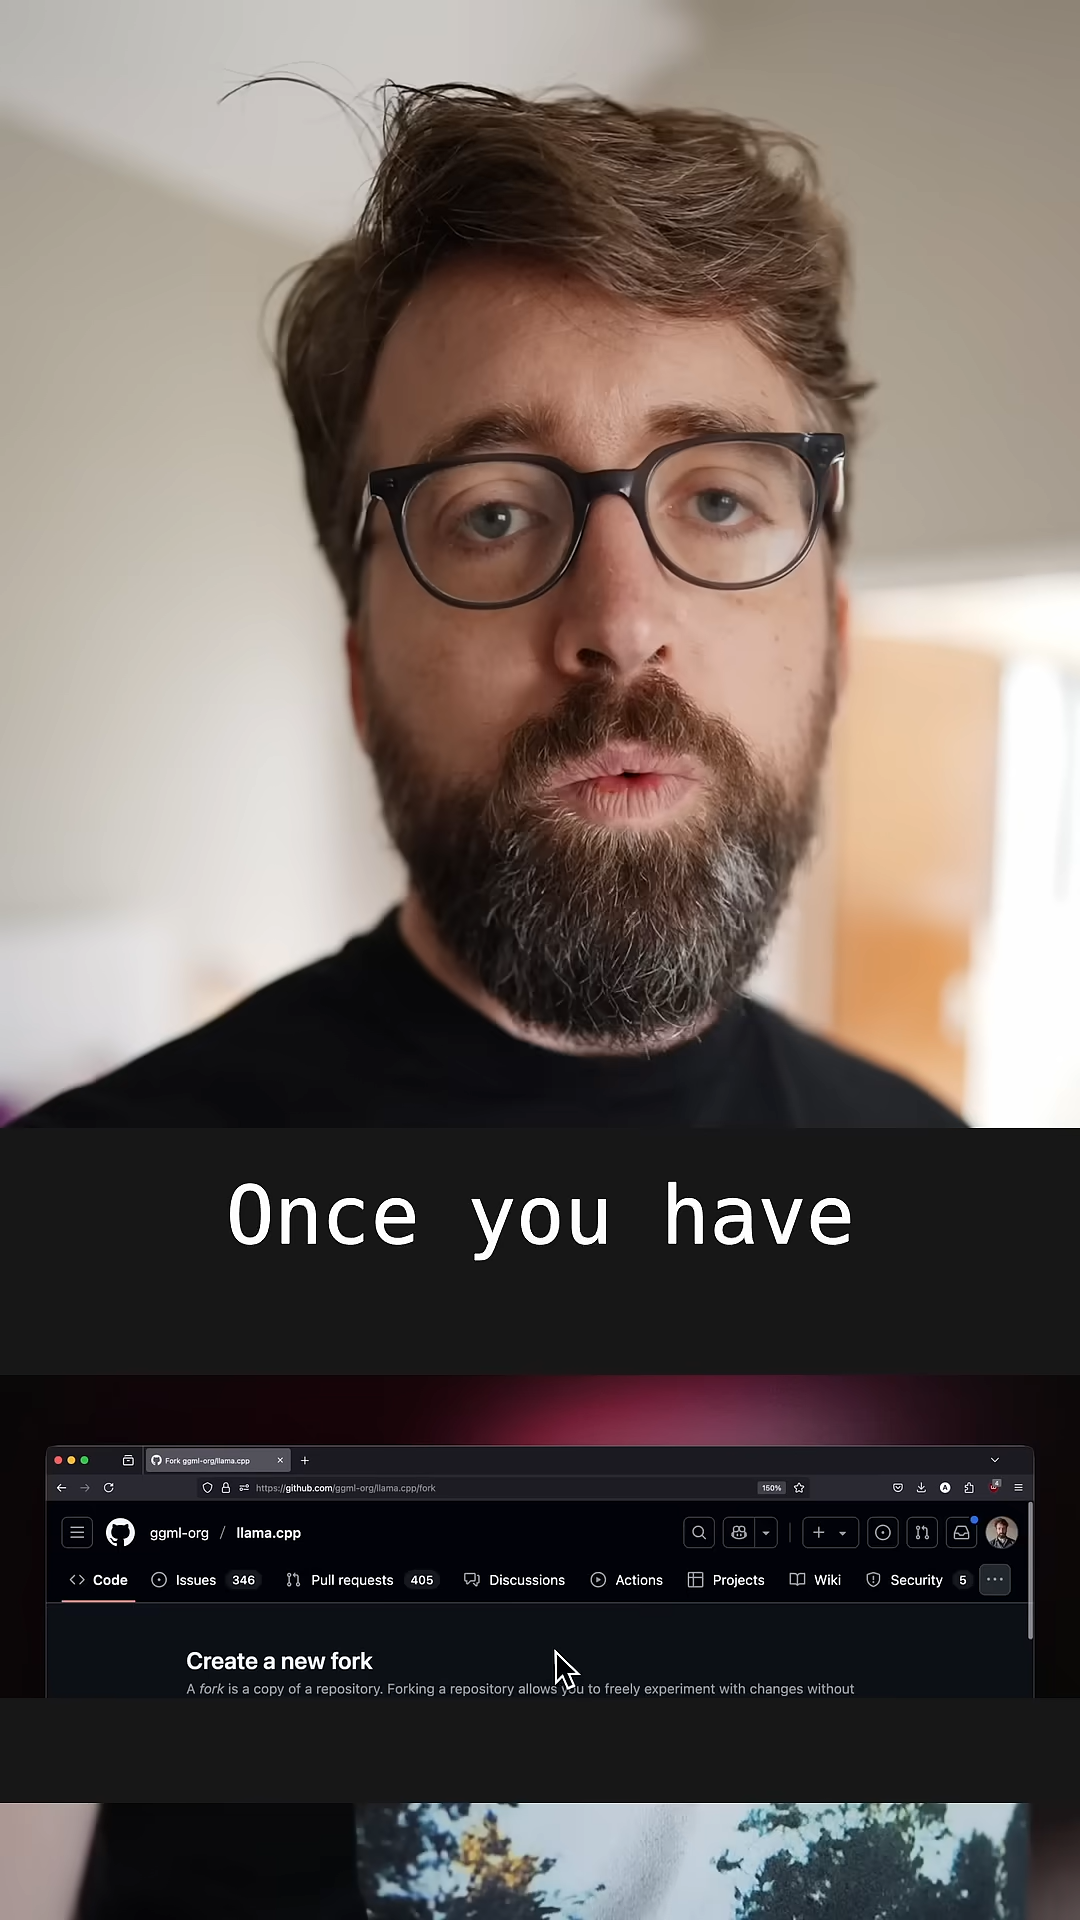 Once you have
Fork ggml-org/llama.cpp
https://github.com/ggml-org/llama.cpp/fork
150%
4
ggml-org / llama.cpp
Code
Issues 346
Pull requests 405
Discussions
Actions
Projects
Wiki
Security 5
Create a new fork
A fork is a copy of a repository. Forking a repository allows you to freely experiment with changes without